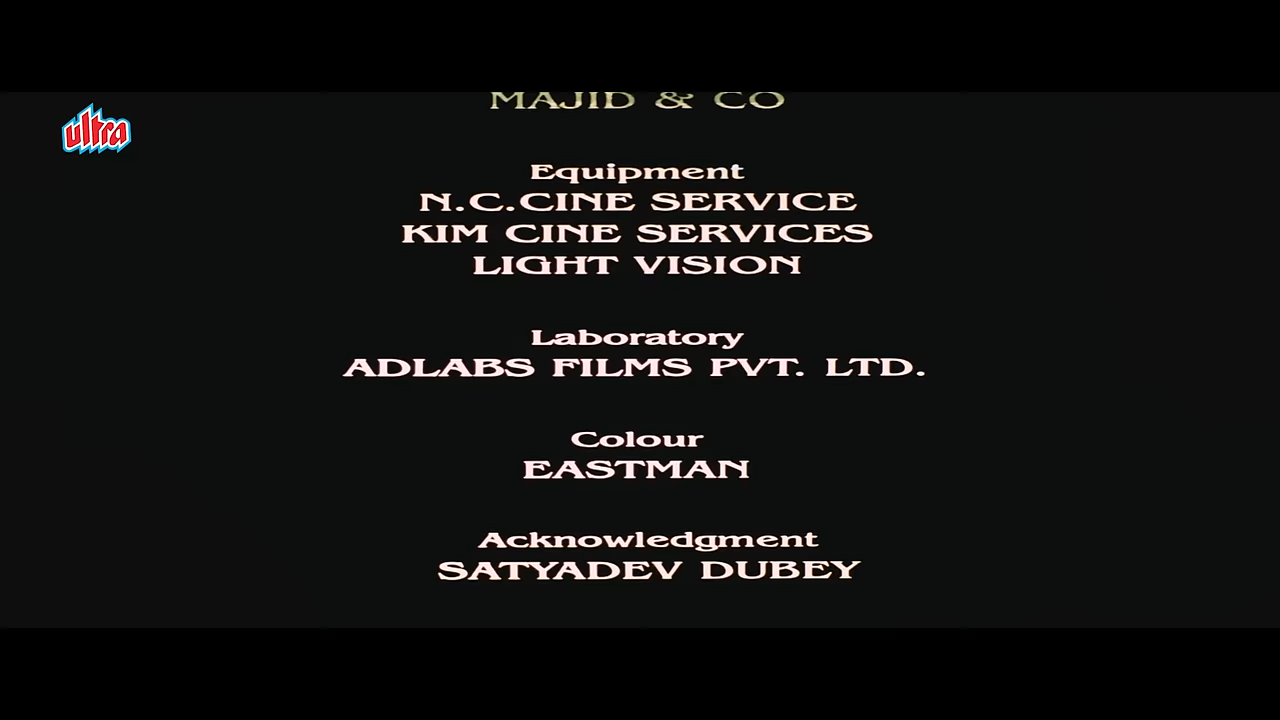 MAJID & CO
ultra
Equipment
N.C.CINE SERVICE
KIM CINE SERVICES
LIGHT VISION
Laboratory
ADLABS FILMS PVT. LTD.
Colour
EASTMAN
Acknowledgment
SATYADEV DUBEY